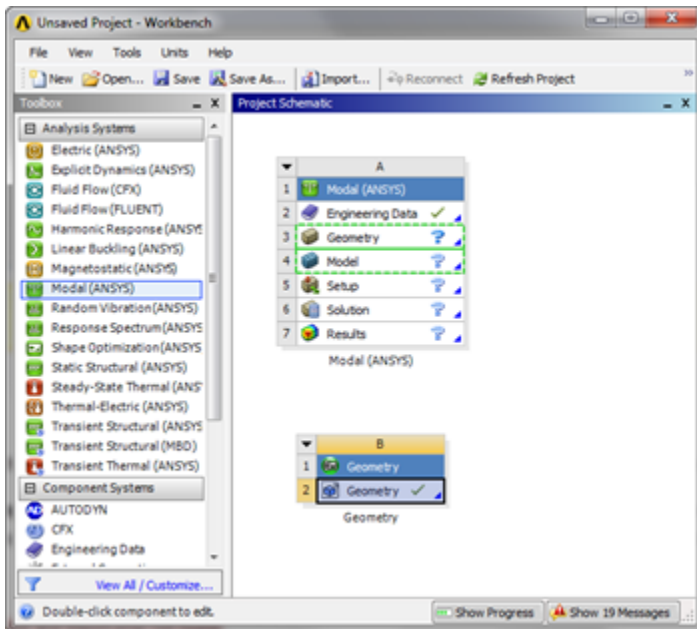 Unsaved Project - Workbench
File View Tools Units Help
New Open... Save Save As... Import... Reconnect Refresh Project
Toolbox
Project Schematic
Analysis Systems
Electric (ANSYS)
Explicit Dynamics (ANSYS)
Fluid Flow (CFX)
Fluid Flow (FLUENT)
Harmonic Response (ANSYS
Linear Buckling (ANSYS)
Magnetostatic (ANSYS)
Modal (ANSYS)
Random Vibration (ANSYS)
Response Spectrum (ANSYS
Shape Optimization (ANSYS
Static Structural (ANSYS)
Steady-State Thermal (ANS
Thermal-Electric (ANSYS)
Transient Structural (ANSYS
Transient Structural (MBD)
Transient Thermal (ANSYS)
Component Systems
AUTODYN
CFX
Engineering Data
View All / Customize...
A
1 Modal (ANSYS)
2 Engineering Data
3 Geometry ?
4 Model ?
5 Setup ?
6 Solution ?
7 Results ?
Modal (ANSYS)
B
1 Geometry
2 Geometry
Geometry
Double-click component to edit.
Show Progress
Show 19 Messages